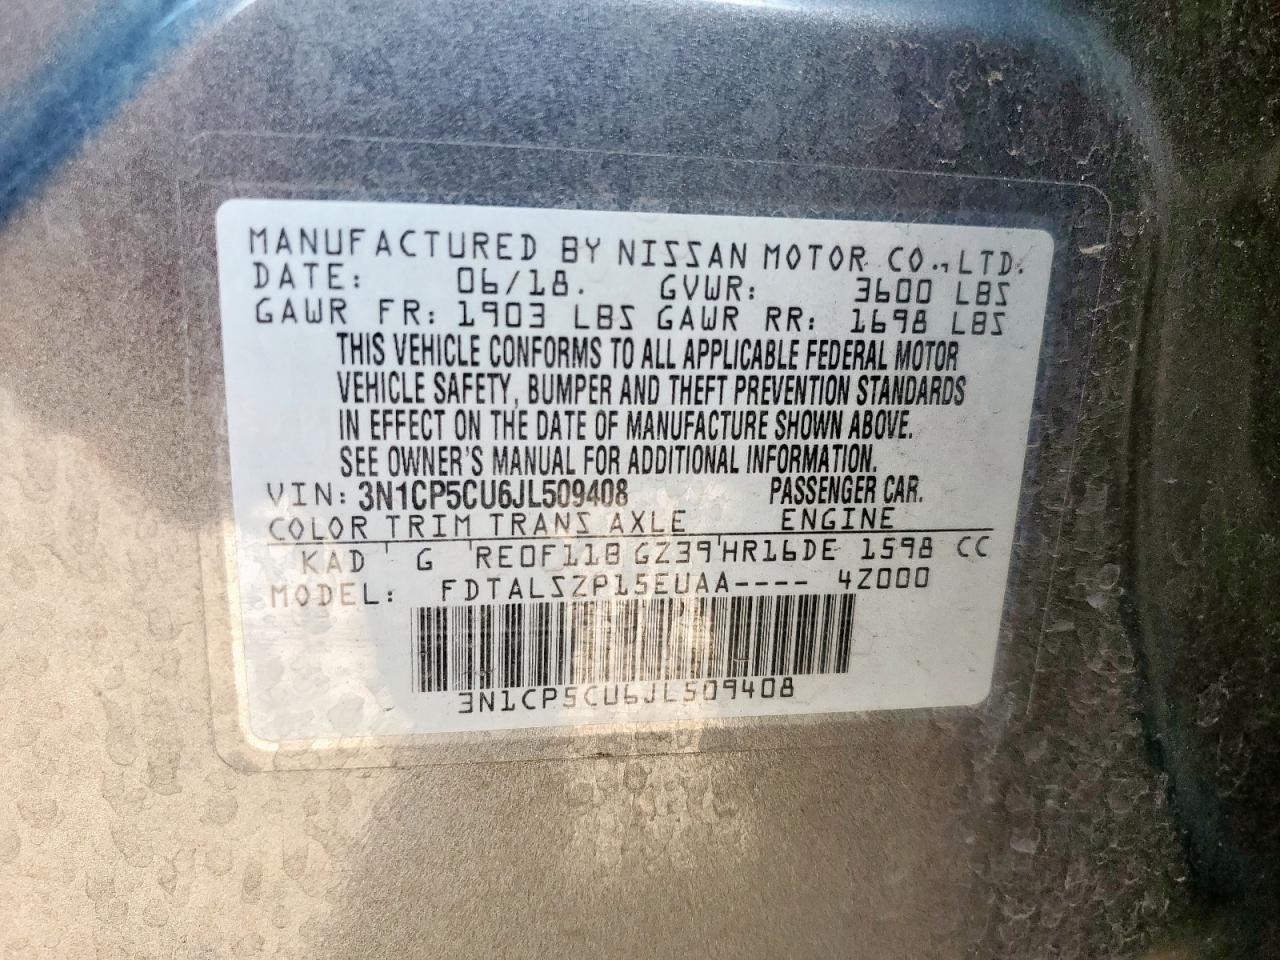 MANUFACTURED BY NISSAN MOTOR CO., LTD.
DATE: 06/18. GVWR: 3600 LBS
GAWR FR: 1903 LBS GAWR RR: 1698 LBS
THIS VEHICLE CONFORMS TO ALL APPLICABLE FEDERAL MOTOR
VEHICLE SAFETY, BUMPER AND THEFT PREVENTION STANDARDS
IN EFFECT ON THE DATE OF MANUFACTURE SHOWN ABOVE.
SEE OWNER'S MANUAL FOR ADDITIONAL INFORMATION.
VIN: 3N1CP5CU6JL509408 PASSENGER CAR.
COLOR TRIM TRANS AXLE ENGINE
KAD G RE0F11B GZ39 HR16DE 1598 CC
MODEL: FDTALSZP15EUAA---- 4Z000
3N1CP5CU6JL509408